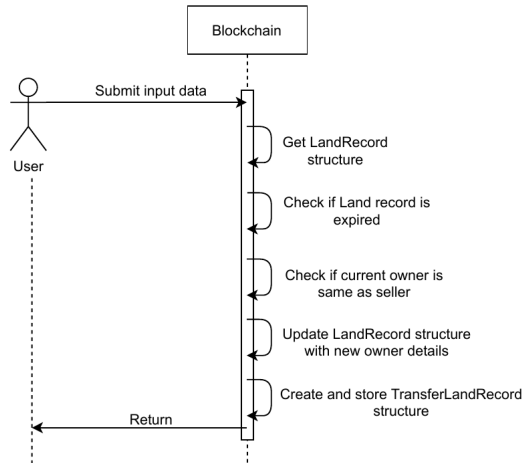 Blockchain
Submit input data
User
Get LandRecord
structure
Check if Land record is
expired
Check if current owner is
same as seller
Update LandRecord structure
with new owner details
Create and store TransferLandRecord
structure
Return